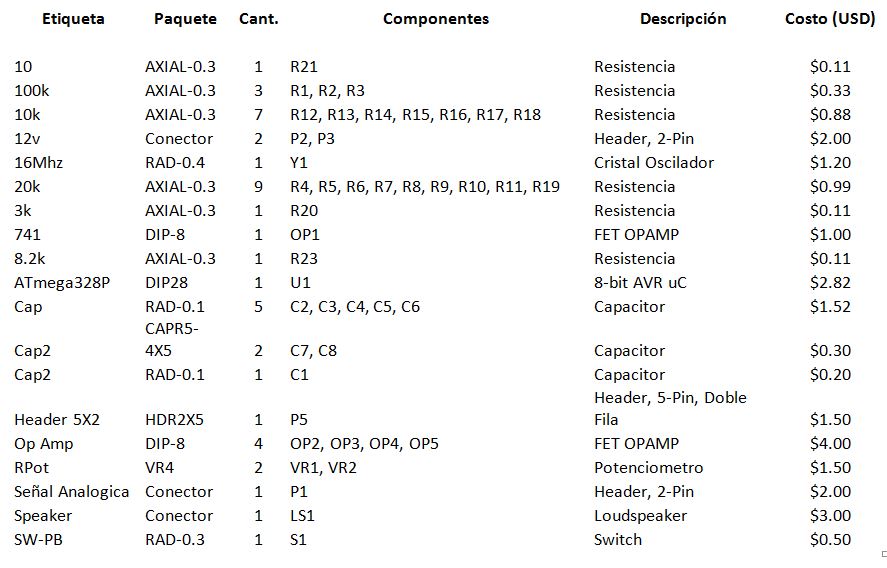 Etiqueta Paquete Cant. Componentes Descripción Costo (USD)
10 AXIAL-0.3 1 R21 Resistencia $0.11
100k AXIAL-0.3 3 R1, R2, R3 Resistencia $0.33
10k AXIAL-0.3 7 R12, R13, R14, R15, R16, R17, R18 Resistencia $0.88
12v Conector 2 P2, P3 Header, 2-Pin $2.00
16Mhz RAD-0.4 1 Y1 Cristal Oscilador $1.20
20k AXIAL-0.3 9 R4, R5, R6, R7, R8, R9, R10, R11, R19 Resistencia $0.99
3k AXIAL-0.3 1 R20 Resistencia $0.11
741 DIP-8 1 OP1 FET OPAMP $1.00
8.2k AXIAL-0.3 1 R23 Resistencia $0.11
ATmega328P DIP28 1 U1 8-bit AVR uC $2.82
Cap RAD-0.1 5 C2, C3, C4, C5, C6 Capacitor $1.52
CAPR5-
Cap2 4X5 2 C7, C8 Capacitor $0.30
Cap2 RAD-0.1 1 C1 Capacitor $0.20
Header, 5-Pin, Doble
Header 5X2 HDR2X5 1 P5 Fila $1.50
Op Amp DIP-8 4 OP2, OP3, OP4, OP5 FET OPAMP $4.00
RPot VR4 2 VR1, VR2 Potenciometro $1.50
Señal Analogica Conector 1 P1 Header, 2-Pin $2.00
Speaker Conector 1 LS1 Loudspeaker $3.00
SW-PB RAD-0.3 1 S1 Switch $0.50